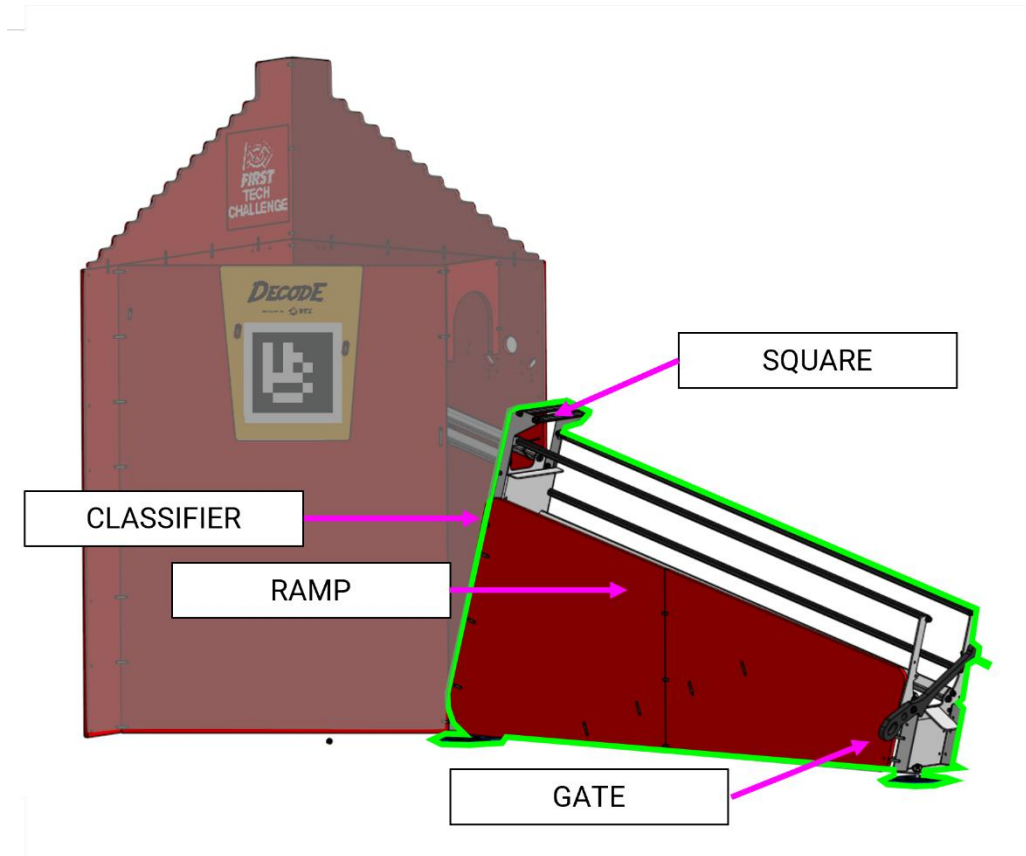 FIRST
TECH
CHALLENGE
DECODE
SQUARE
CLASSIFIER
RAMP
GATE